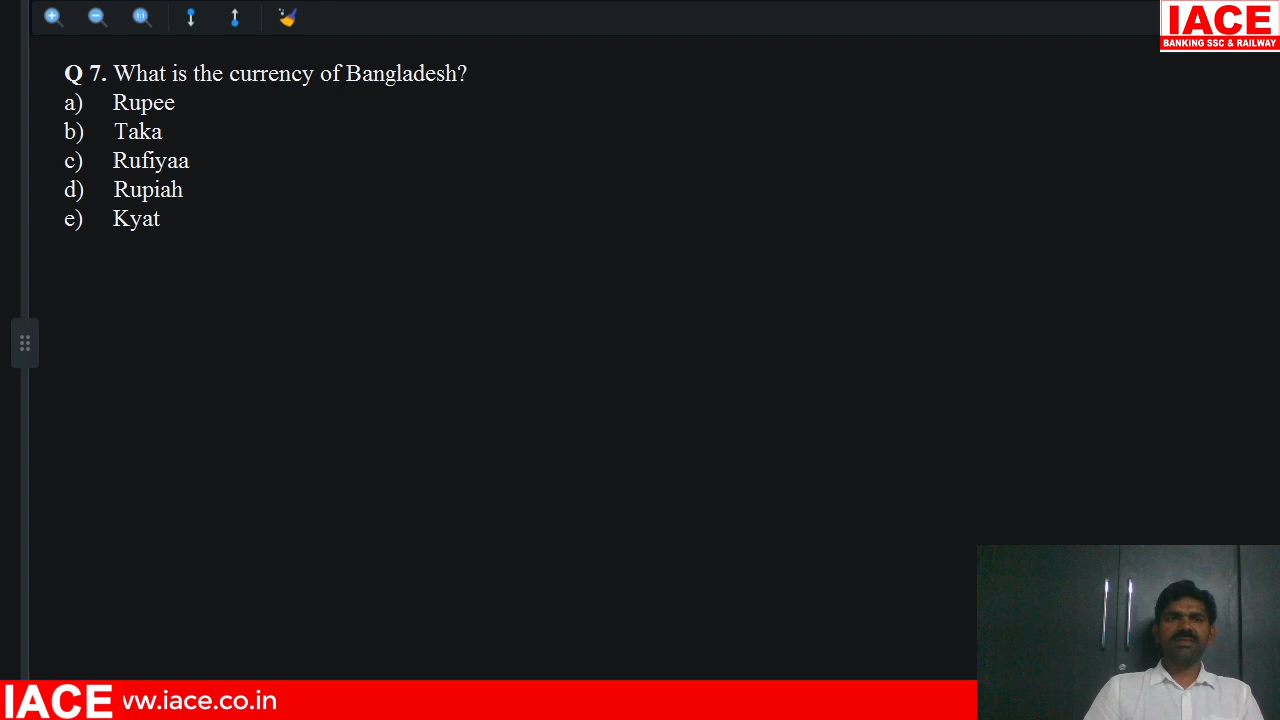 IACE
BANKING SSC & RAILWAY
Q 7. What is the currency of Bangladesh?
a) Rupee
b) Taka
c) Rufiyaa
d) Rupiah
e) Kyat
IACE vw.iace.co.in